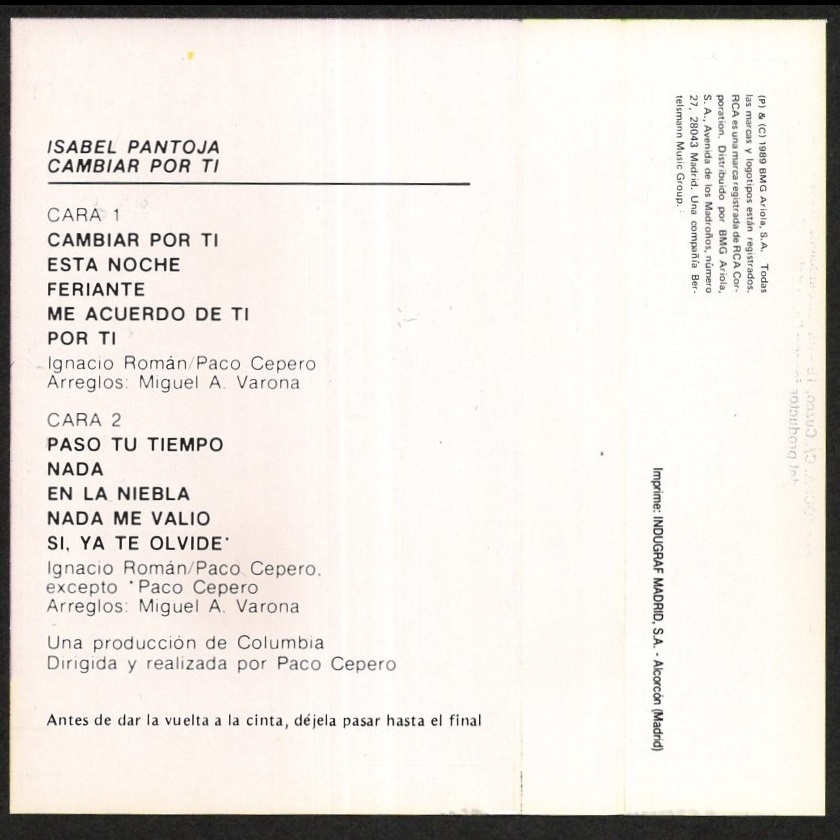 ISABEL PANTOJA
CAMBIAR POR TI
CARA 1
CAMBIAR POR TI
ESTA NOCHE
FERIANTE
ME ACUERDO DE TI
POR TI
Ignacio Román/Paco Cepero
Arreglos: Miguel A. Varona
CARA 2
PASO TU TIEMPO
NADA
EN LA NIEBLA
NADA ME VALIO
SI, YA TE OLVIDE*
Ignacio Román/Paco Cepero,
excepto *Paco Cepero
Arreglos: Miguel A. Varona
Una producción de Columbia
Dirigida y realizada por Paco Cepero
Antes de dar la vuelta a la cinta, déjela pasar hasta el final
(P) & (C) 1989 BMG Ariola, S.A. Todas
las marcas y logotipos están registrados.
RCA es una marca registrada de RCA Cor-
poration. Distribuido por BMG Ariola,
S. A., Avenida de los Madroños, número
27, 28043 Madrid. Una compañía Ber-
telsmann Music Group.
Imprime: INDUGRAF MADRID, S.A. - Alcorcón (Madrid)